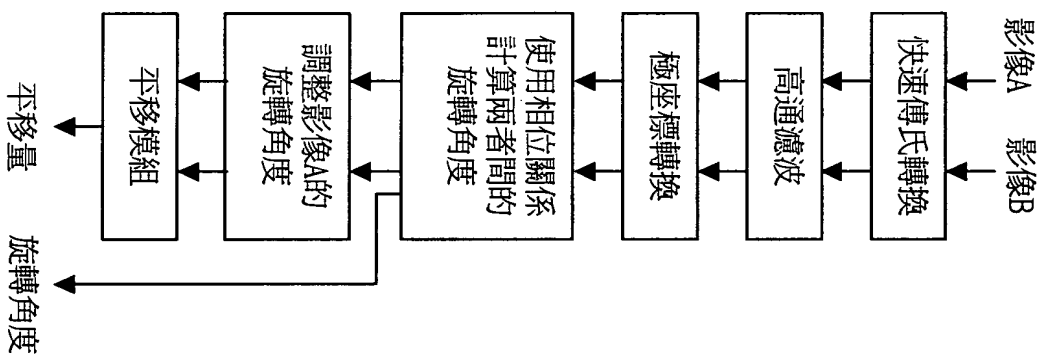 影像A
影像B
快速傅氏轉換
高通濾波
極座標轉換
使用相位關係
計算兩者間的
旋轉角度
調整影像A的
旋轉角度
平移模組
平移量
旋轉角度